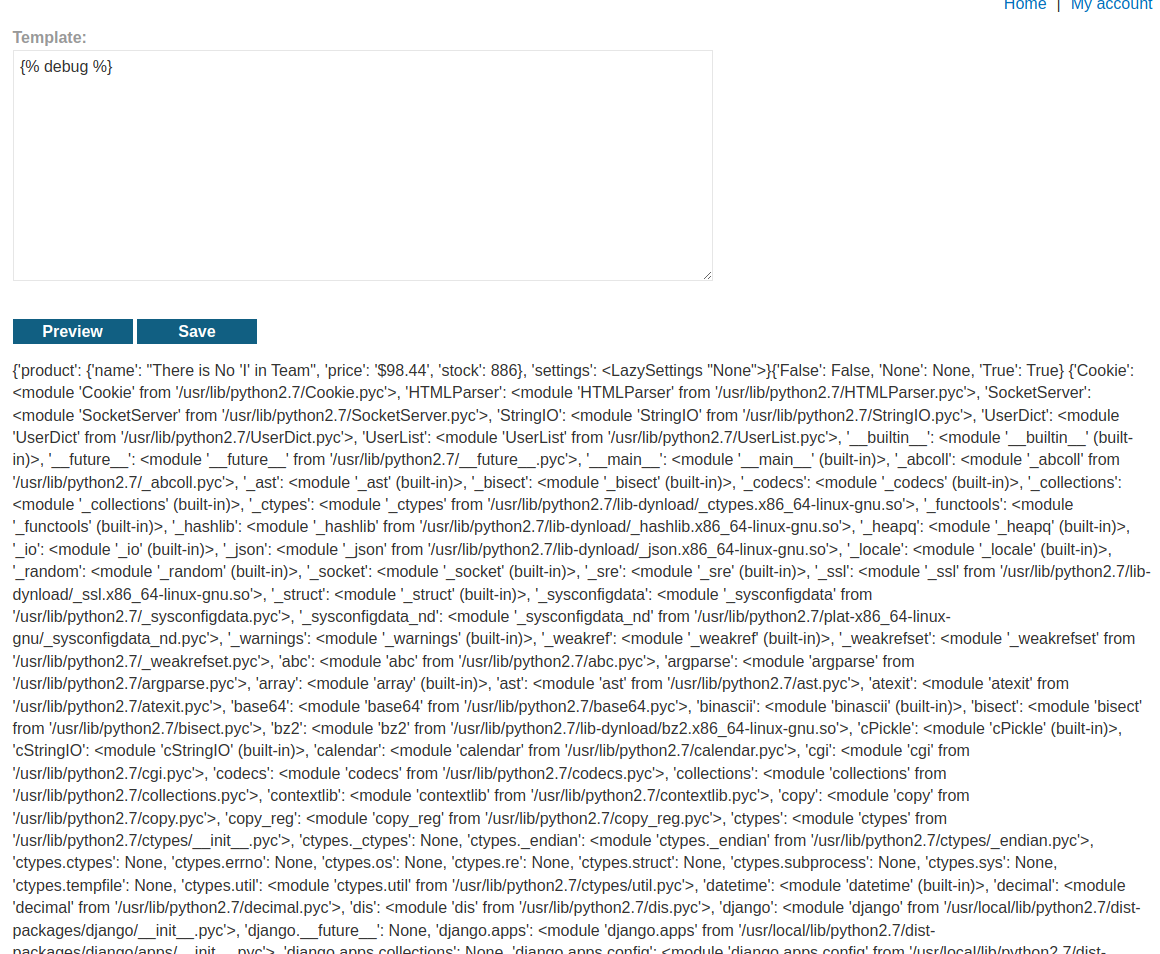 Home | My account
Template:
{% debug %}
Preview Save
{'product': {'name': "There is No 'I' in Team", 'price': '$98.44', 'stock': 886}, 'settings': <LazySettings "None">}{'False': False, 'None': None, 'True': True} {'Cookie':
<module 'Cookie' from '/usr/lib/python2.7/Cookie.pyc'>, 'HTMLParser': <module 'HTMLParser' from '/usr/lib/python2.7/HTMLParser.pyc'>, 'SocketServer':
<module 'SocketServer' from '/usr/lib/python2.7/SocketServer.pyc'>, 'StringIO': <module 'StringIO' from '/usr/lib/python2.7/StringIO.pyc'>, 'UserDict': <module
'UserDict' from '/usr/lib/python2.7/UserDict.pyc'>, 'UserList': <module 'UserList' from '/usr/lib/python2.7/UserList.pyc'>, '__builtin__': <module '__builtin__' (built-
in)>, '__future__': <module '__future__' from '/usr/lib/python2.7/__future__.pyc'>, '__main__': <module '__main__' (built-in)>, '_abcoll': <module '_abcoll' from
'/usr/lib/python2.7/_abcoll.pyc'>, '_ast': <module '_ast' (built-in)>, '_bisect': <module '_bisect' (built-in)>, '_codecs': <module '_codecs' (built-in)>, '_collections':
<module '_collections' (built-in)>, '_ctypes': <module '_ctypes' from '/usr/lib/python2.7/lib-dynload/_ctypes.x86_64-linux-gnu.so'>, '_functools': <module
'_functools' (built-in)>, '_hashlib': <module '_hashlib' from '/usr/lib/python2.7/lib-dynload/_hashlib.x86_64-linux-gnu.so'>, '_heapq': <module '_heapq' (built-in)>,
'_io': <module '_io' (built-in)>, '_json': <module '_json' from '/usr/lib/python2.7/lib-dynload/_json.x86_64-linux-gnu.so'>, '_locale': <module '_locale' (built-in)>,
'_random': <module '_random' (built-in)>, '_socket': <module '_socket' (built-in)>, '_sre': <module '_sre' (built-in)>, '_ssl': <module '_ssl' from '/usr/lib/python2.7/lib-
dynload/_ssl.x86_64-linux-gnu.so'>, '_struct': <module '_struct' (built-in)>, '_sysconfigdata': <module '_sysconfigdata' from
'/usr/lib/python2.7/_sysconfigdata.pyc'>, '_sysconfigdata_nd': <module '_sysconfigdata_nd' from '/usr/lib/python2.7/plat-x86_64-linux-
gnu/_sysconfigdata_nd.pyc'>, '_warnings': <module '_warnings' (built-in)>, '_weakref': <module '_weakref' (built-in)>, '_weakrefset': <module '_weakrefset' from
'/usr/lib/python2.7/_weakrefset.pyc'>, 'abc': <module 'abc' from '/usr/lib/python2.7/abc.pyc'>, 'argparse': <module 'argparse' from
'/usr/lib/python2.7/argparse.pyc'>, 'array': <module 'array' (built-in)>, 'ast': <module 'ast' from '/usr/lib/python2.7/ast.pyc'>, 'atexit': <module 'atexit' from
'/usr/lib/python2.7/atexit.pyc'>, 'base64': <module 'base64' from '/usr/lib/python2.7/base64.pyc'>, 'binascii': <module 'binascii' (built-in)>, 'bisect': <module 'bisect'
from '/usr/lib/python2.7/bisect.pyc'>, 'bz2': <module 'bz2' from '/usr/lib/python2.7/lib-dynload/bz2.x86_64-linux-gnu.so'>, 'cPickle': <module 'cPickle' (built-in)>,
'cStringIO': <module 'cStringIO' (built-in)>, 'calendar': <module 'calendar' from '/usr/lib/python2.7/calendar.pyc'>, 'cgi': <module 'cgi' from
'/usr/lib/python2.7/cgi.pyc'>, 'codecs': <module 'codecs' from '/usr/lib/python2.7/codecs.pyc'>, 'collections': <module 'collections' from
'/usr/lib/python2.7/collections.pyc'>, 'contextlib': <module 'contextlib' from '/usr/lib/python2.7/contextlib.pyc'>, 'copy': <module 'copy' from
'/usr/lib/python2.7/copy.pyc'>, 'copy_reg': <module 'copy_reg' from '/usr/lib/python2.7/copy_reg.pyc'>, 'ctypes': <module 'ctypes' from
'/usr/lib/python2.7/ctypes/__init__.pyc'>, 'ctypes._ctypes': None, 'ctypes._endian': <module 'ctypes._endian' from '/usr/lib/python2.7/ctypes/_endian.pyc'>,
'ctypes.ctypes': None, 'ctypes.errno': None, 'ctypes.os': None, 'ctypes.re': None, 'ctypes.struct': None, 'ctypes.subprocess': None, 'ctypes.sys': None,
'ctypes.tempfile': None, 'ctypes.util': <module 'ctypes.util' from '/usr/lib/python2.7/ctypes/util.pyc'>, 'datetime': <module 'datetime' (built-in)>, 'decimal': <module
'decimal' from '/usr/lib/python2.7/decimal.pyc'>, 'dis': <module 'dis' from '/usr/lib/python2.7/dis.pyc'>, 'django': <module 'django' from '/usr/local/lib/python2.7/dist-
packages/django/__init__.pyc'>, 'django.__future__': None, 'django.apps': <module 'django.apps' from '/usr/local/lib/python2.7/dist-
packages/django/apps/__init__.pyc'>, 'django.apps.collections': None, 'django.apps.config': <module 'django.apps.config' from '/usr/local/lib/python2.7/dist-